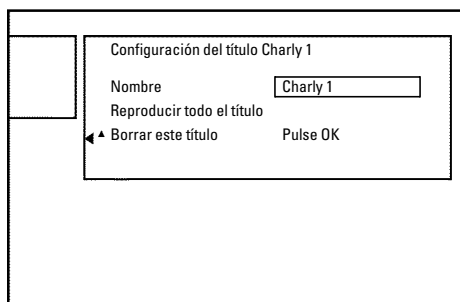 Configuración del título Charly 1
Nombre Charly 1
Reproducir todo el título
Borrar este título Pulse OK